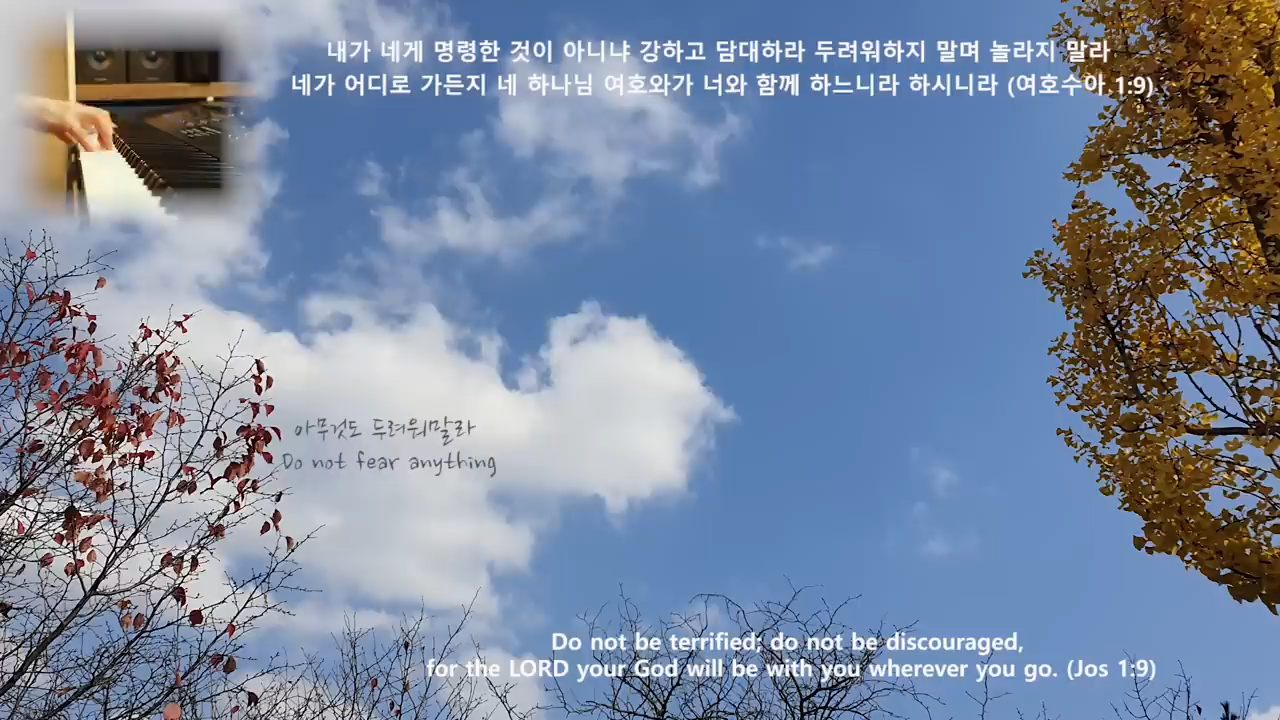 내가 네게 명령한 것이 아니냐 강하고 담대하라 두려워하지 말며 놀라지 말라
네가 어디로 가든지 네 하나님 여호와가 너와 함께 하느니라 하시니라 (여호수아 1:9)
아무것도 두려워말라
Do not fear anything
Do not be terrified; do not be discouraged,
for the LORD your God will be with you wherever you go. (Jos 1:9)